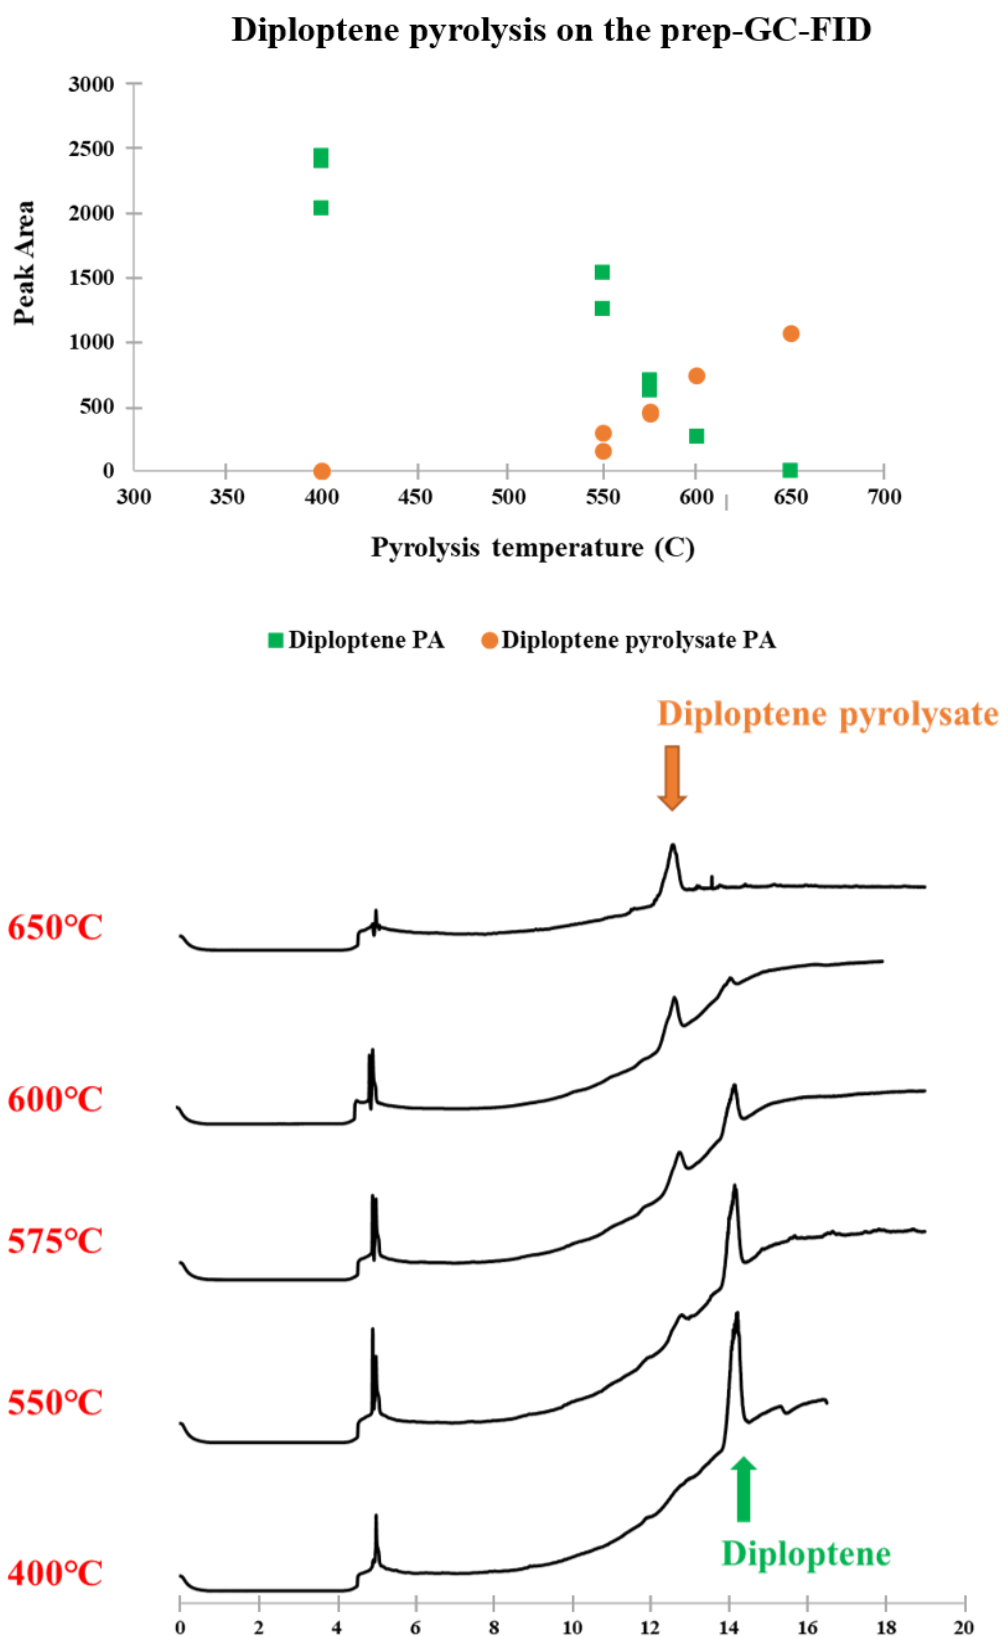 Diploptene pyrolysis on the prep-GC-FID
3000
2500
2000
1500
1000
500
0
Peak Area
300 350 400 450 500 550 600 650 700
Pyrolysis temperature (C)
Diploptene PA Diploptene pyrolysate PA
Diploptene pyrolysate
650°C
600°C
575°C
550°C
Diploptene
400°C
0 2 4 6 8 10 12 14 16 18 20